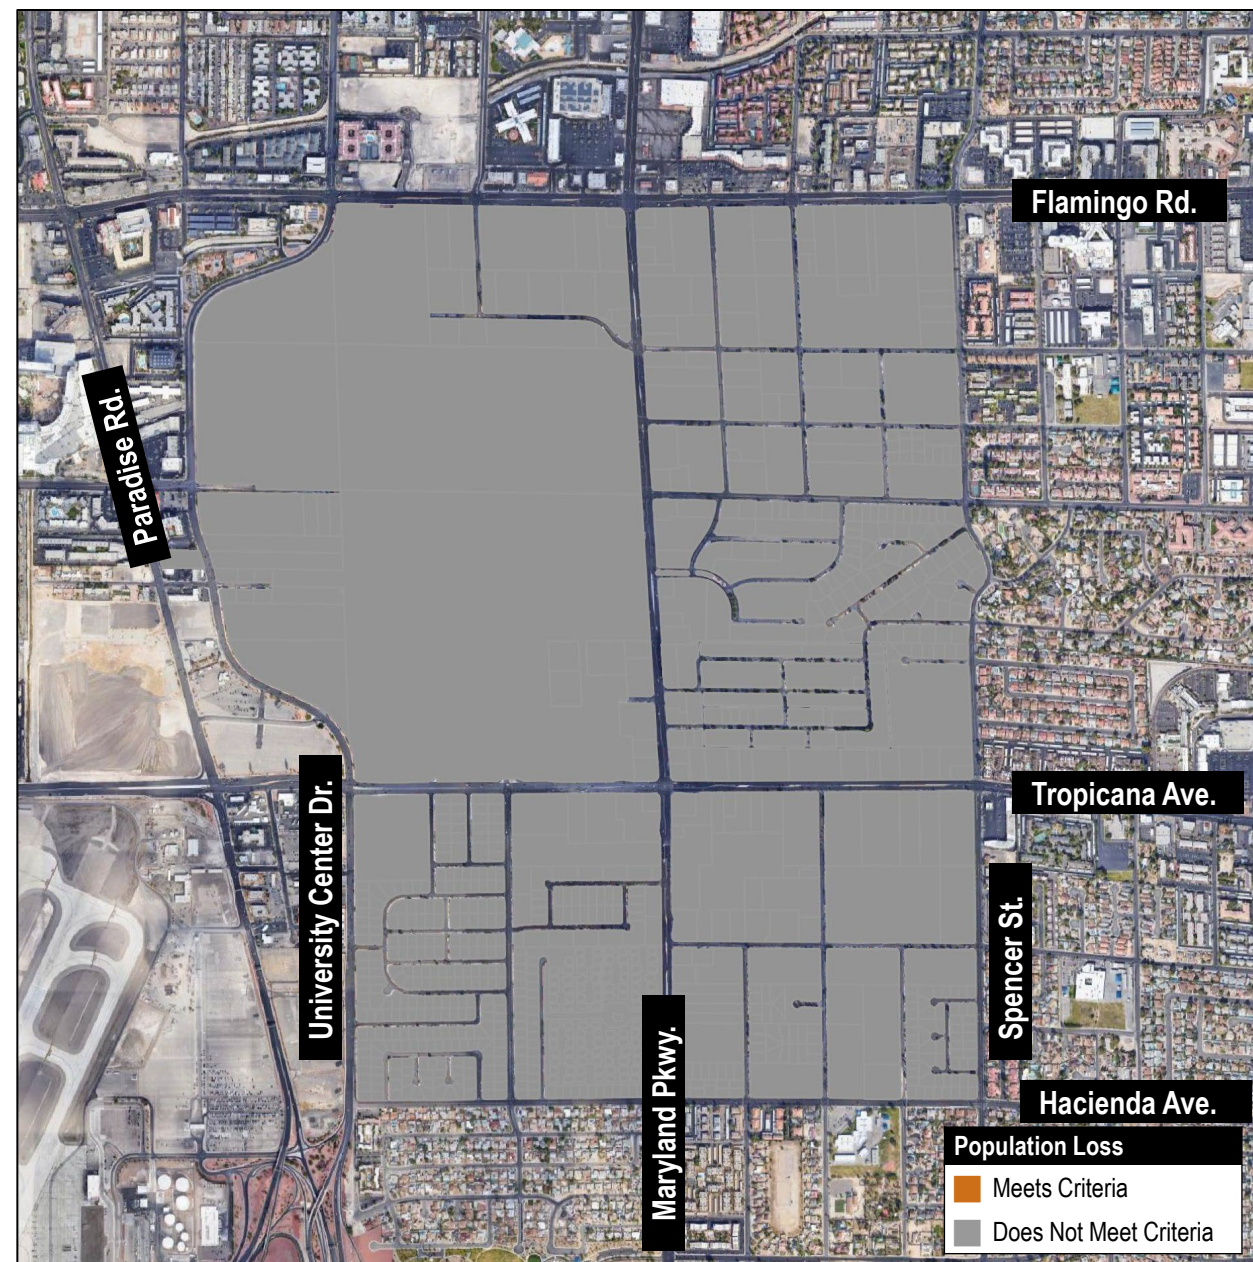 Flamingo Rd.
Paradise Rd.
Tropicana Ave.
University Center Dr.
Spencer St.
Maryland Pkwy.
Hacienda Ave.
Population Loss
Meets Criteria
Does Not Meet Criteria